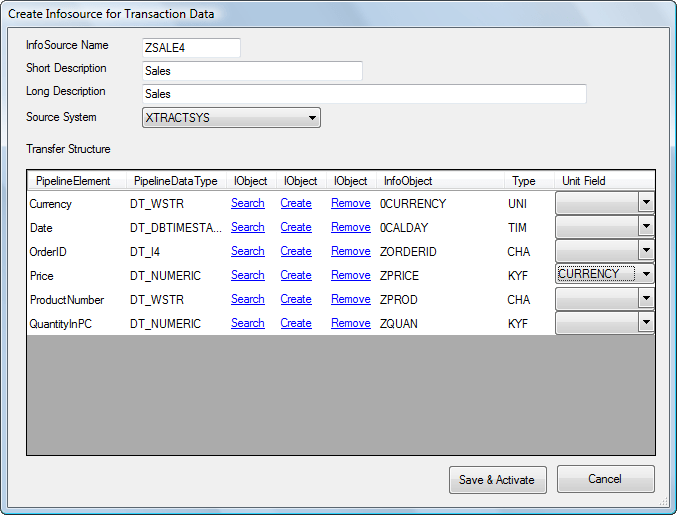 Create Infosource for Transaction Data
InfoSource Name ZSALE4
Short Description Sales
Long Description Sales
Source System XTRACTSYS
Transfer Structure
PipelineElement PipelineDataType IObject IObject IObject InfoObject Type Unit Field
Currency DT_WSTR Search Create Remove 0CURRENCY UNI
Date DT_DBTIMESTA... Search Create Remove 0CALDAY TIM
OrderID DT_I4 Search Create Remove ZORDERID CHA
Price DT_NUMERIC Search Create Remove ZPRICE KYF CURRENCY
ProductNumber DT_WSTR Search Create Remove ZPROD CHA
QuantityInPC DT_NUMERIC Search Create Remove ZQUAN KYF
Save & Activate Cancel